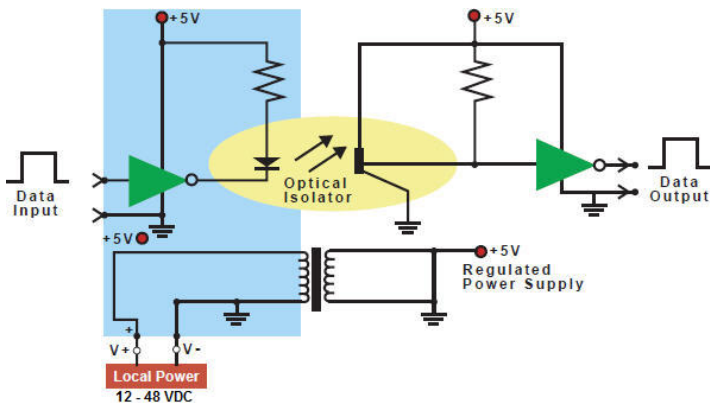 +5V
+5V
Data
Input
Optical
Isolator
Data
Output
+5V
+5V
Regulated
Power Supply
+
V+
V-
Local Power
12 - 48 VDC